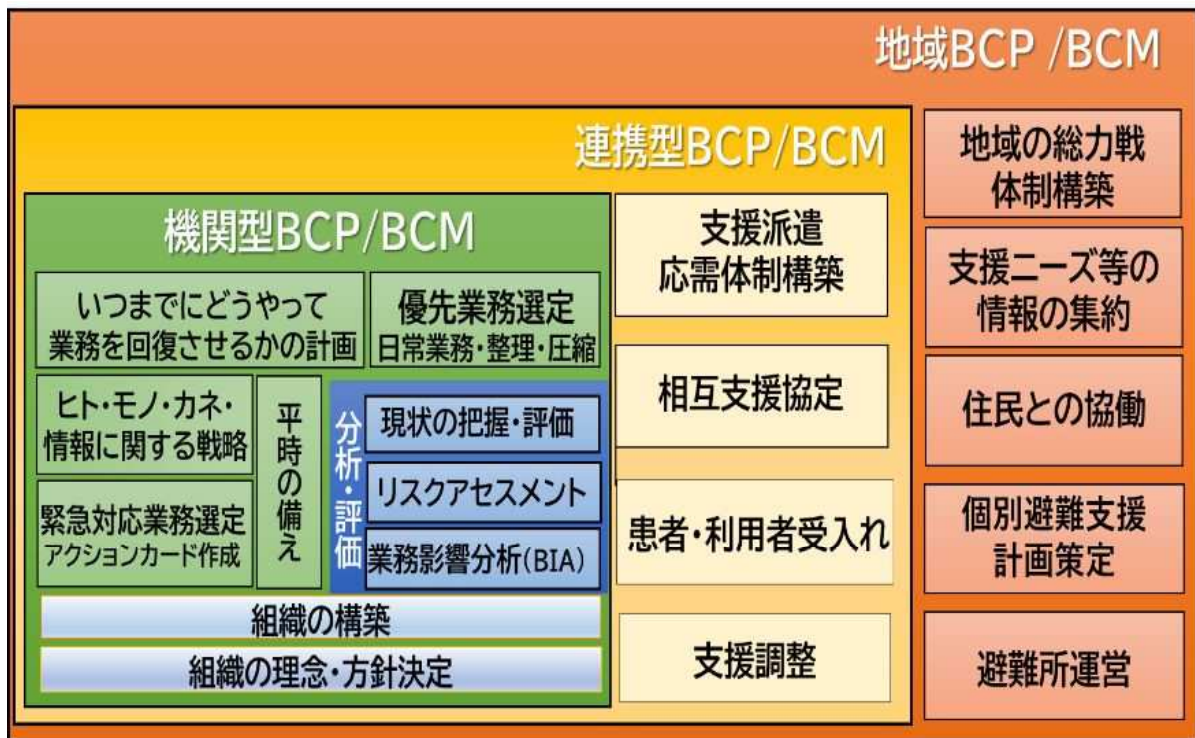 地域BCP /BCM
連携型BCP/BCM
機関型BCP/BCM
いつまでにどうやって
業務を回復させるかの計画
優先業務選定
日常業務・整理・圧縮
ヒト・モノ・カネ・
情報に関する戦略
緊急対応業務選定
アクションカード作成
平時の備え
分析・評価
現状の把握・評価
リスクアセスメント
業務影響分析(BIA)
組織の構築
組織の理念・方針決定
支援派遣
応需体制構築
相互支援協定
患者・利用者受入れ
支援調整
地域の総力戦
体制構築
支援ニーズ等の
情報の集約
住民との協働
個別避難支援
計画策定
避難所運営